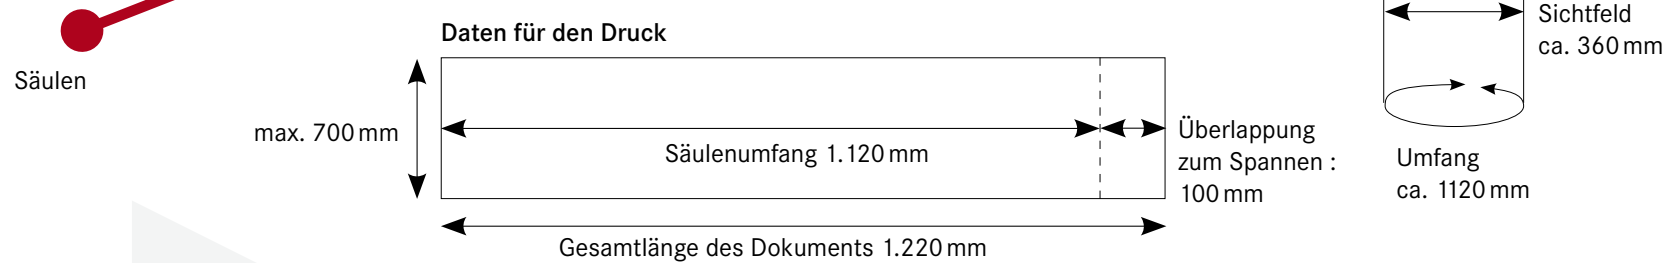 Säulen
Daten für den Druck
max. 700 mm
Säulenumfang 1.120 mm
Überlappung
zum Spannen :
100 mm
Gesamtlänge des Dokuments 1.220 mm
Sichtfeld
ca. 360 mm
Umfang
ca. 1120 mm